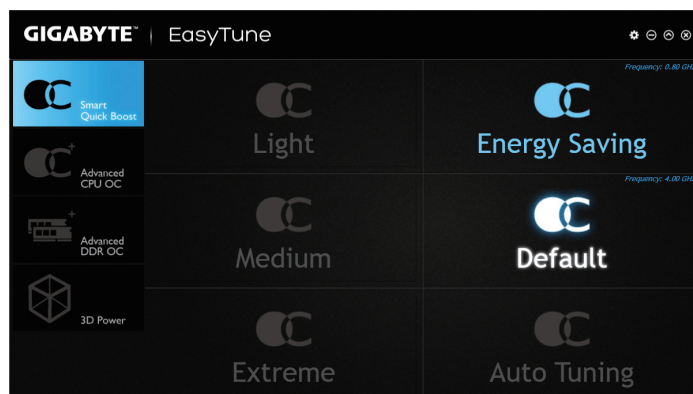 GIGABYTE™ | EasyTune
Smart
Quick Boost
Advanced
CPU OC
Advanced
DDR OC
3D Power
Light
Frequency: 0.80 GHz
Energy Saving
Medium
Frequency: 4.00 GHz
Default
Extreme
Auto Tuning